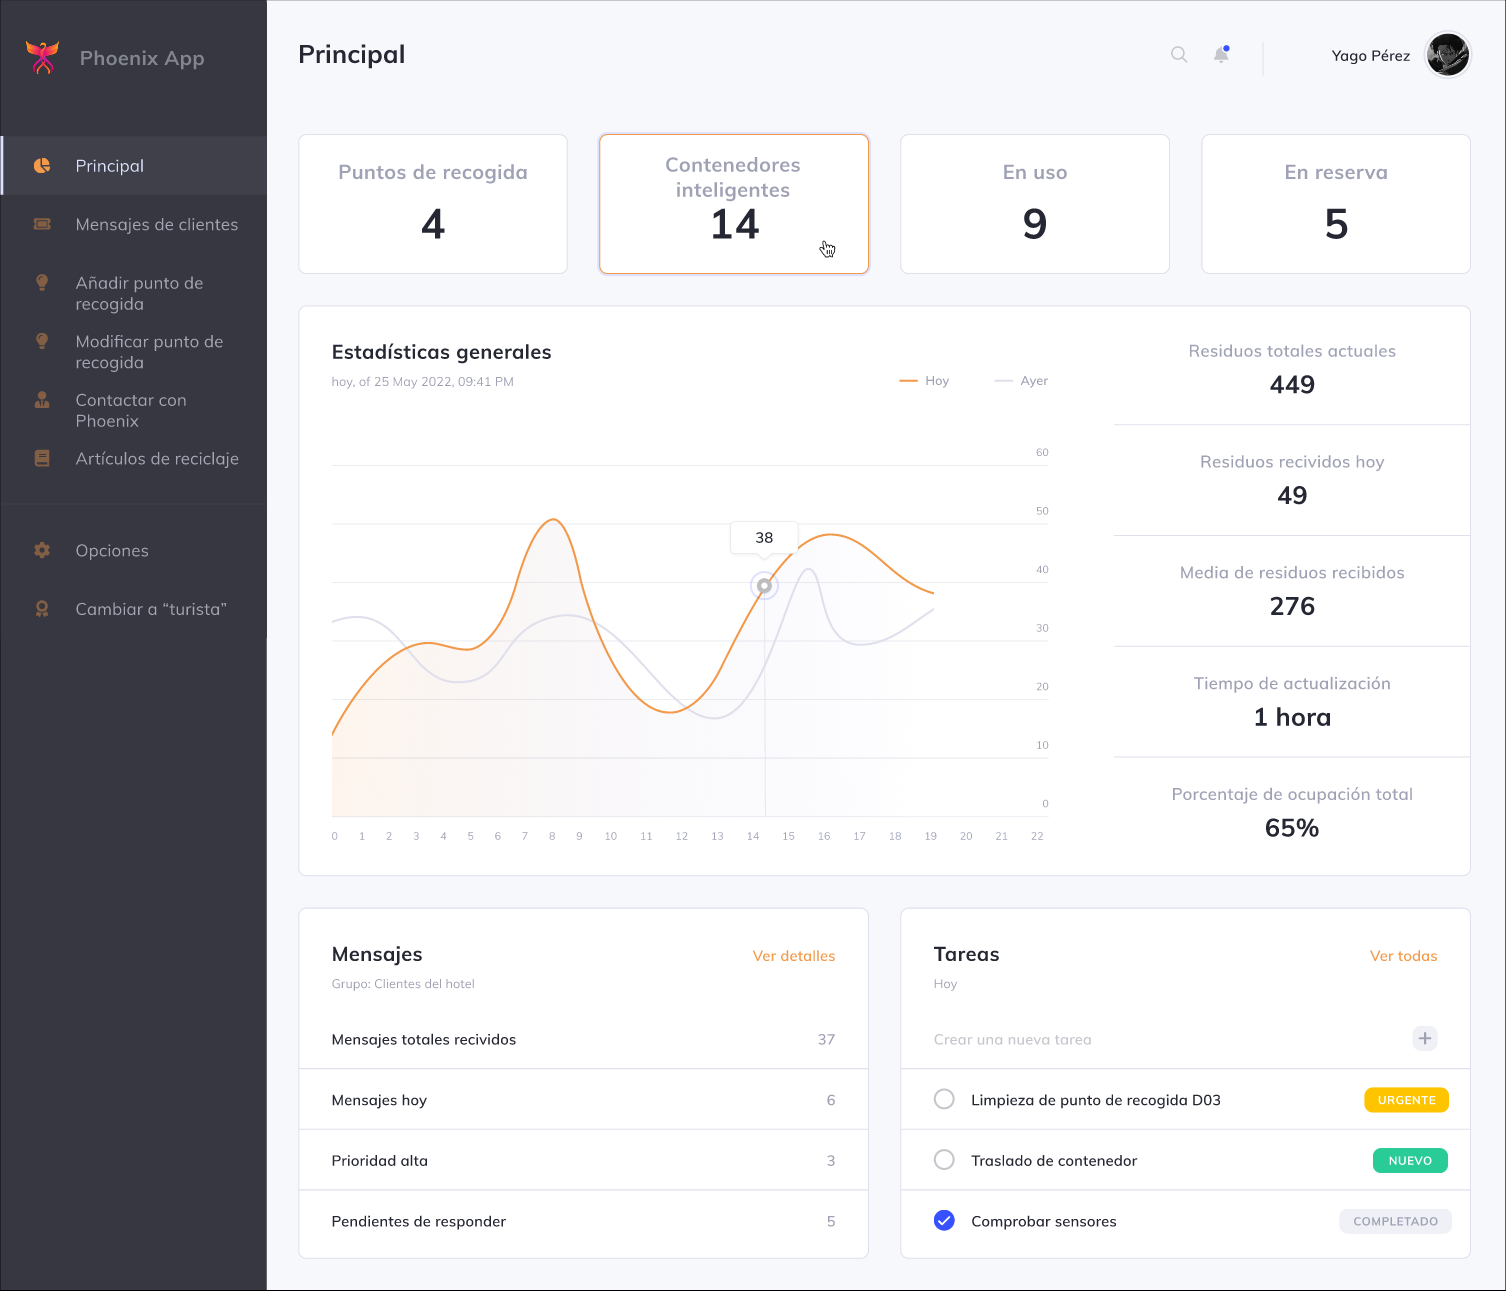 Phoenix App
Principal
Mensajes de clientes
Añadir punto de
recogida
Modificar punto de
recogida
Contactar con
Phoenix
Artículos de reciclaje
Opciones
Cambiar a “turista”
Principal
Yago Pérez
Puntos de recogida
4
Contenedores
inteligentes
14
En uso
9
En reserva
5
Estadísticas generales
hoy, of 25 May 2022, 09:41 PM
Hoy
Ayer
60
50
40
30
20
10
0
38
0 1 2 3 4 5 6 7 8 9 10 11 12 13 14 15 16 17 18 19 20 21 22
Residuos totales actuales
449
Residuos recividos hoy
49
Media de residuos recibidos
276
Tiempo de actualización
1 hora
Porcentaje de ocupación total
65%
Mensajes
Ver detalles
Grupo: Clientes del hotel
Mensajes totales recividos 37
Mensajes hoy 6
Prioridad alta 3
Pendientes de responder 5
Tareas
Ver todas
Hoy
Crear una nueva tarea
Limpieza de punto de recogida D03 URGENTE
Traslado de contenedor NUEVO
Comprobar sensores COMPLETADO